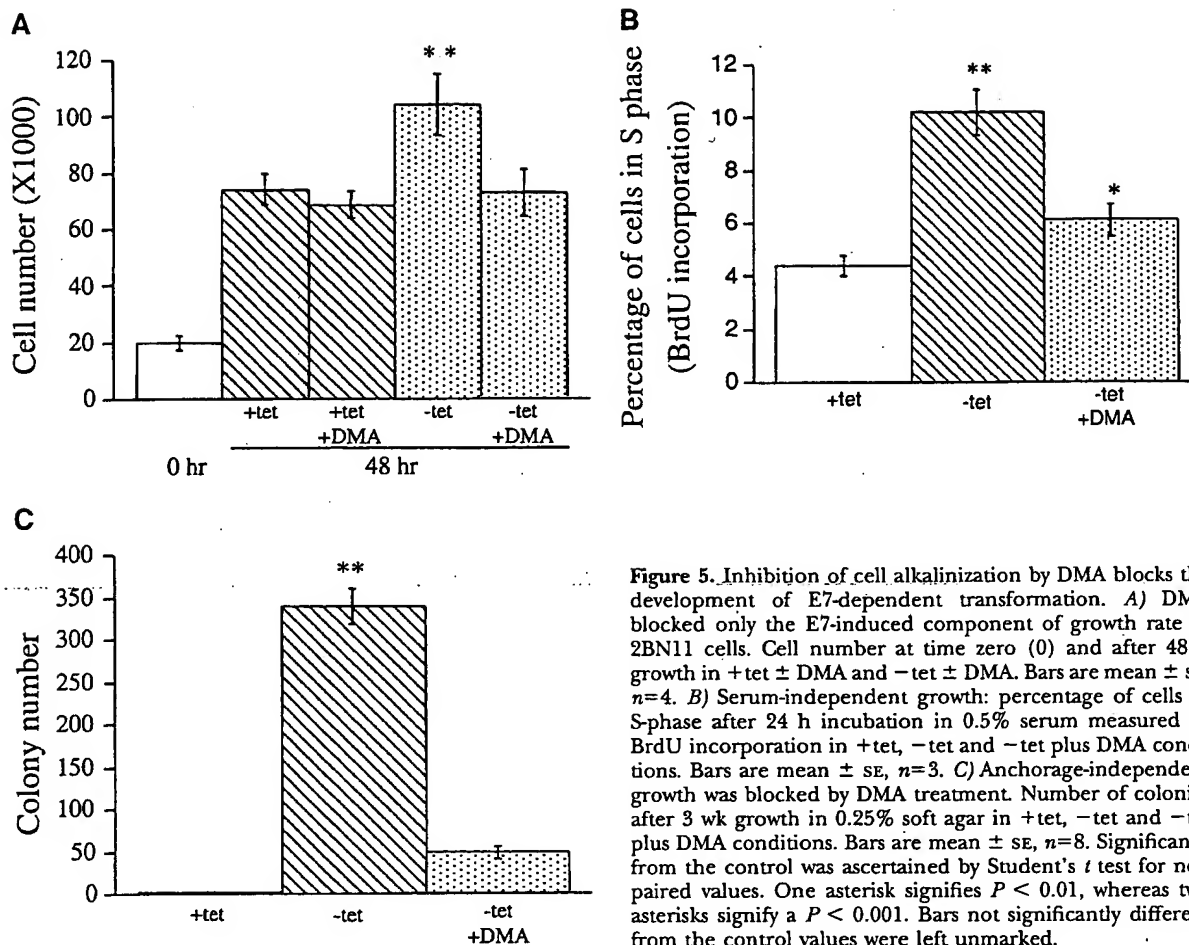 A
Cell number (X1000)
120
100
80
60
40
20
0
**
+tet
+tet
+DMA
-tet
-tet
+DMA
0 hr
48 hr
B
Percentage of cells in S phase
(BrdU incorporation)
12
10
8
6
4
2
0
**
*
+tet
-tet
-tet
+DMA
C
Colony number
400
350
300
250
200
150
100
50
0
**
+tet
-tet
-tet
+DMA
Figure 5. Inhibition of cell alkalinization by DMA blocks
development of E7-dependent transformation. A)
blocked only the E7-induced component of growth rate
2BN11 cells. Cell number at time zero (0) and after 48
growth in +tet ± DMA and −tet ± DMA. Bars are mean ±
n=4. B) Serum-independent growth: percentage of cells
S-phase after 24 h incubation in 0.5% serum measured
BrdU incorporation in +tet, −tet and −tet plus DMA
tions. Bars are mean ± SE, n=3. C) Anchorage-
growth was blocked by DMA treatment. Number of
after 3 wk growth in 0.25% soft agar in +tet, −tet and
plus DMA conditions. Bars are mean ± SE, n=8.
from the control was ascertained by Student's t test for
paired values. One asterisk signifies P < 0.01, whereas
asterisks signify a P < 0.001. Bars not significantly
from the control values were left unmarked.